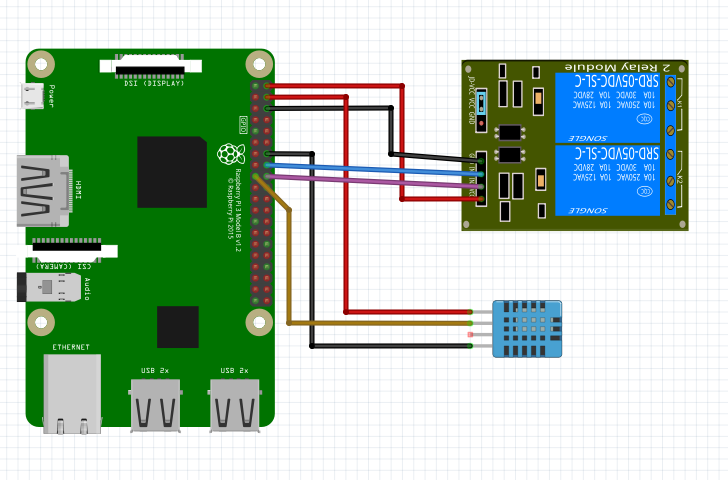 DSI (DISPLAY)
Power
GPIO
HDMI
Raspberry Pi 3 Model B v1.2
© Raspberry Pi 2015
CSI (CAMERA)
Audio
ETHERNET
USB 2x
USB 2x
2 Relay Module
JD-VCC VCC GND
SRD-05VDC-SL-C
10A 250VAC 10A 125VAC
10A 30VDC 10A 28VDC
CQC
SONGLE
K1
SRD-05VDC-SL-C
10A 250VAC 10A 125VAC
10A 30VDC 10A 28VDC
CQC
SONGLE
K2